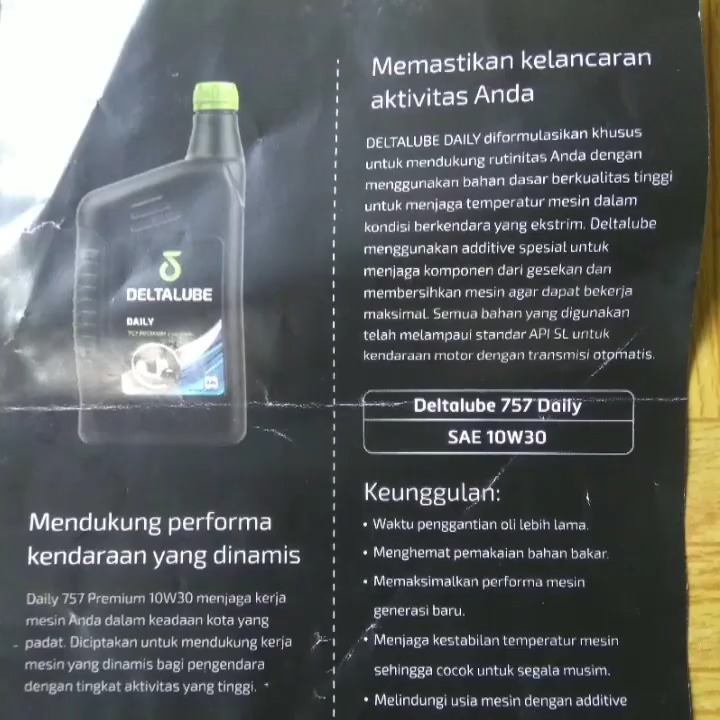 DELTALUBE
DAILY
Mendukung performa
kendaraan yang dinamis
Daily 757 Premium 10W30 menjaga kerja
mesin Anda dalam keadaan kota yang
padat. Diciptakan untuk mendukung kerja
mesin yang dinamis bagi pengendara
dengan tingkat aktivitas yang tinggi.
Memastikan kelancaran
aktivitas Anda
DELTALUBE DAILY diformulasikan khusus
untuk mendukung rutinitas Anda dengan
menggunakan bahan dasar berkualitas tinggi
untuk menjaga temperatur mesin dalam
kondisi berkendara yang ekstrim. Deltalube
menggunakan additive spesial untuk
menjaga komponen dari gesekan dan
membersihkan mesin agar dapat bekerja
maksimal. Semua bahan yang digunakan
telah melampaui standar API SL untuk
kendaraan motor dengan transmisi otomatis.
Deltalube 757 Daily
SAE 10W30
Keunggulan:
• Waktu penggantian oli lebih lama.
• Menghemat pemakaian bahan bakar.
• Memaksimalkan performa mesin
generasi baru.
• Menjaga kestabilan temperatur mesin
sehingga cocok untuk segala musim.
• Melindungi usia mesin dengan additive